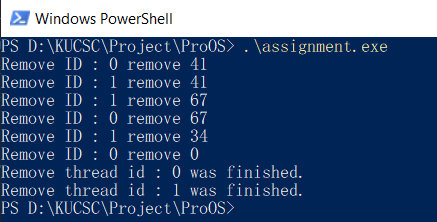 Windows PowerShell
PS D:\KUCSC\Project\ProOS> .\assignment.exe
Remove ID : 0 remove 41
Remove ID : 1 remove 41
Remove ID : 1 remove 67
Remove ID : 0 remove 67
Remove ID : 1 remove 34
Remove ID : 0 remove 0
Remove thread id : 0 was finished.
Remove thread id : 1 was finished.
PS D:\KUCSC\Project\ProOS>